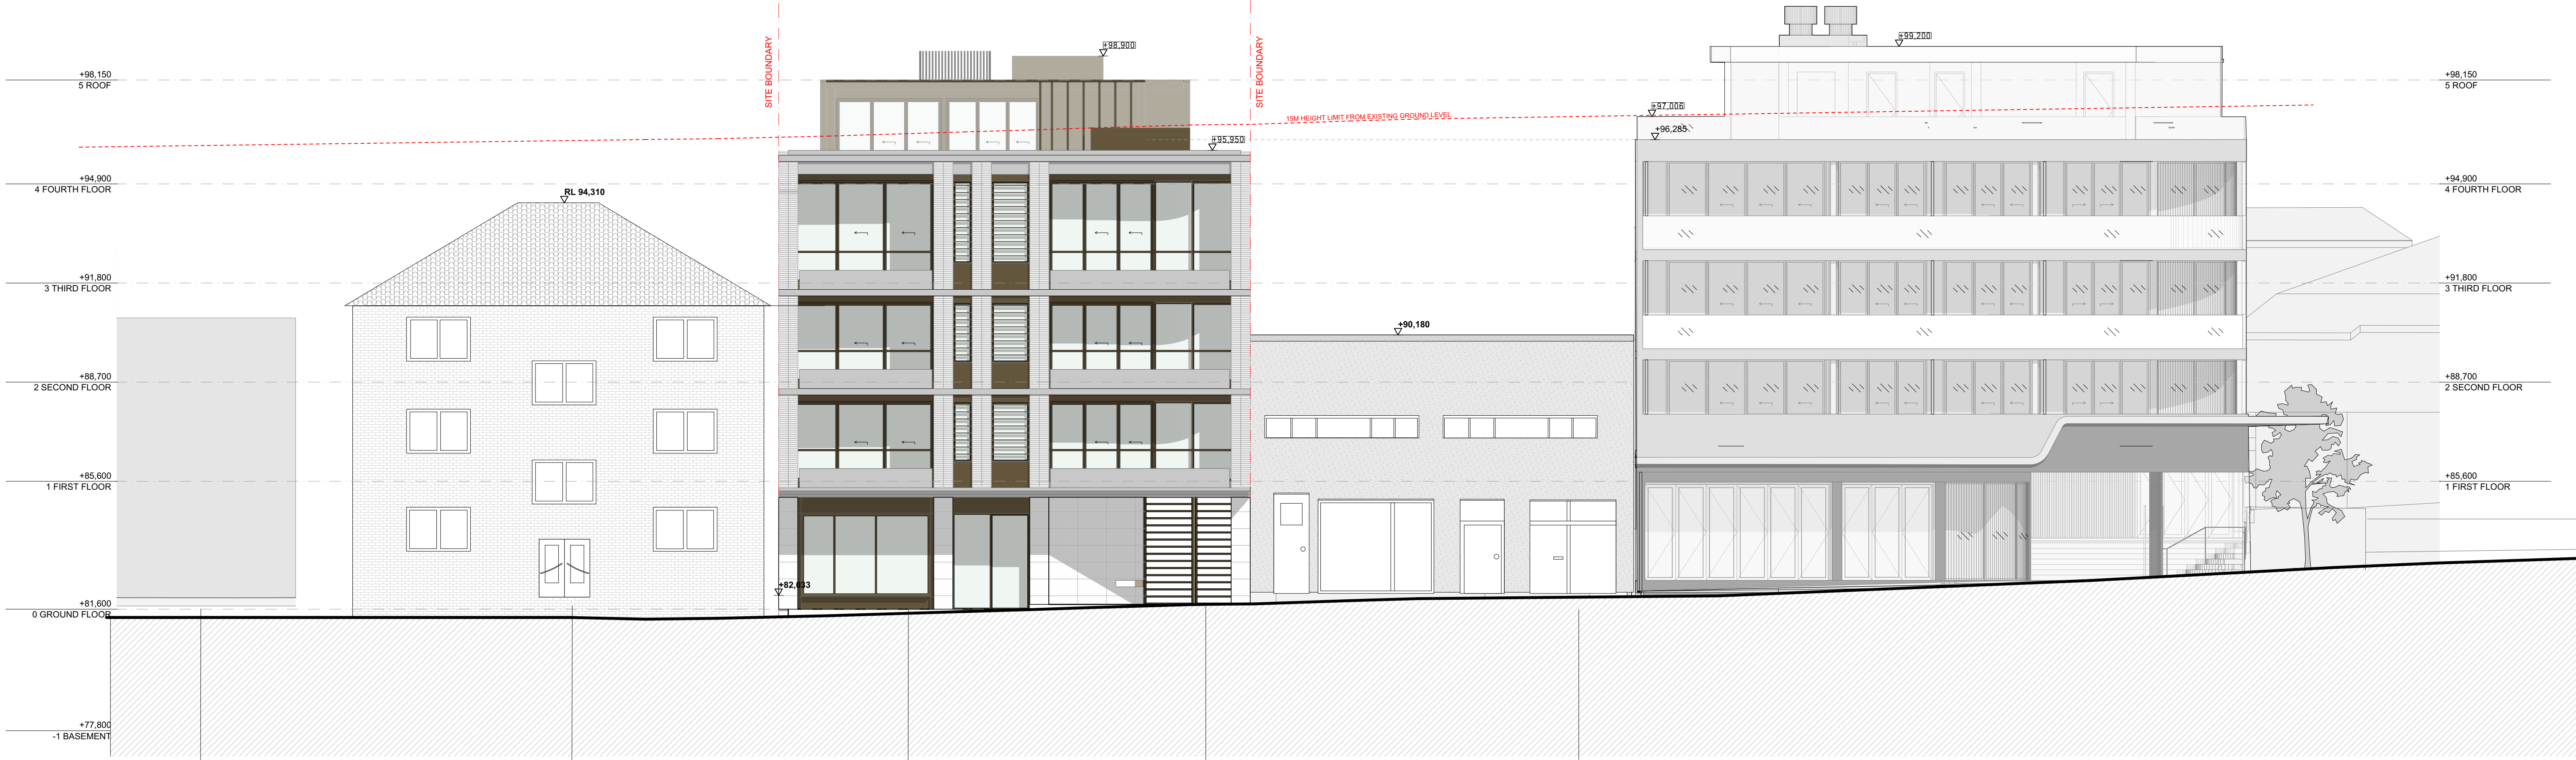 SITE BOUNDARY
SITE BOUNDARY
+98,900
+99,200
+98,150
5 ROOF
+98,150
5 ROOF
+97,006
15M HEIGHT LIMIT FROM EXISTING GROUND LEVEL
+96,285
+95,950
+94,900
4 FOURTH FLOOR
RL 94,310
+94,900
4 FOURTH FLOOR
+91,800
3 THIRD FLOOR
+91,800
3 THIRD FLOOR
+90,180
+88,700
2 SECOND FLOOR
+88,700
2 SECOND FLOOR
+85,600
1 FIRST FLOOR
+85,600
1 FIRST FLOOR
+82,033
+81,600
0 GROUND FLOOR
+77,800
-1 BASEMENT